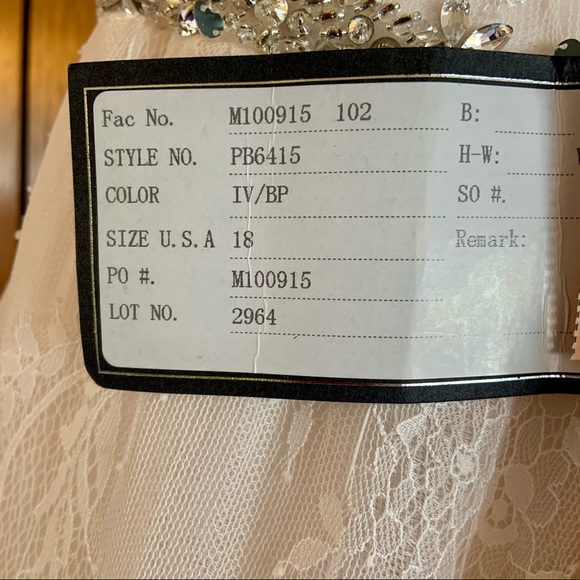 Fac No. M100915 102 B:
STYLE NO. PB6415 H-W:
COLOR IV/BP SO #.
SIZE U.S.A 18 Remark:
PO #. M100915
LOT NO. 2964